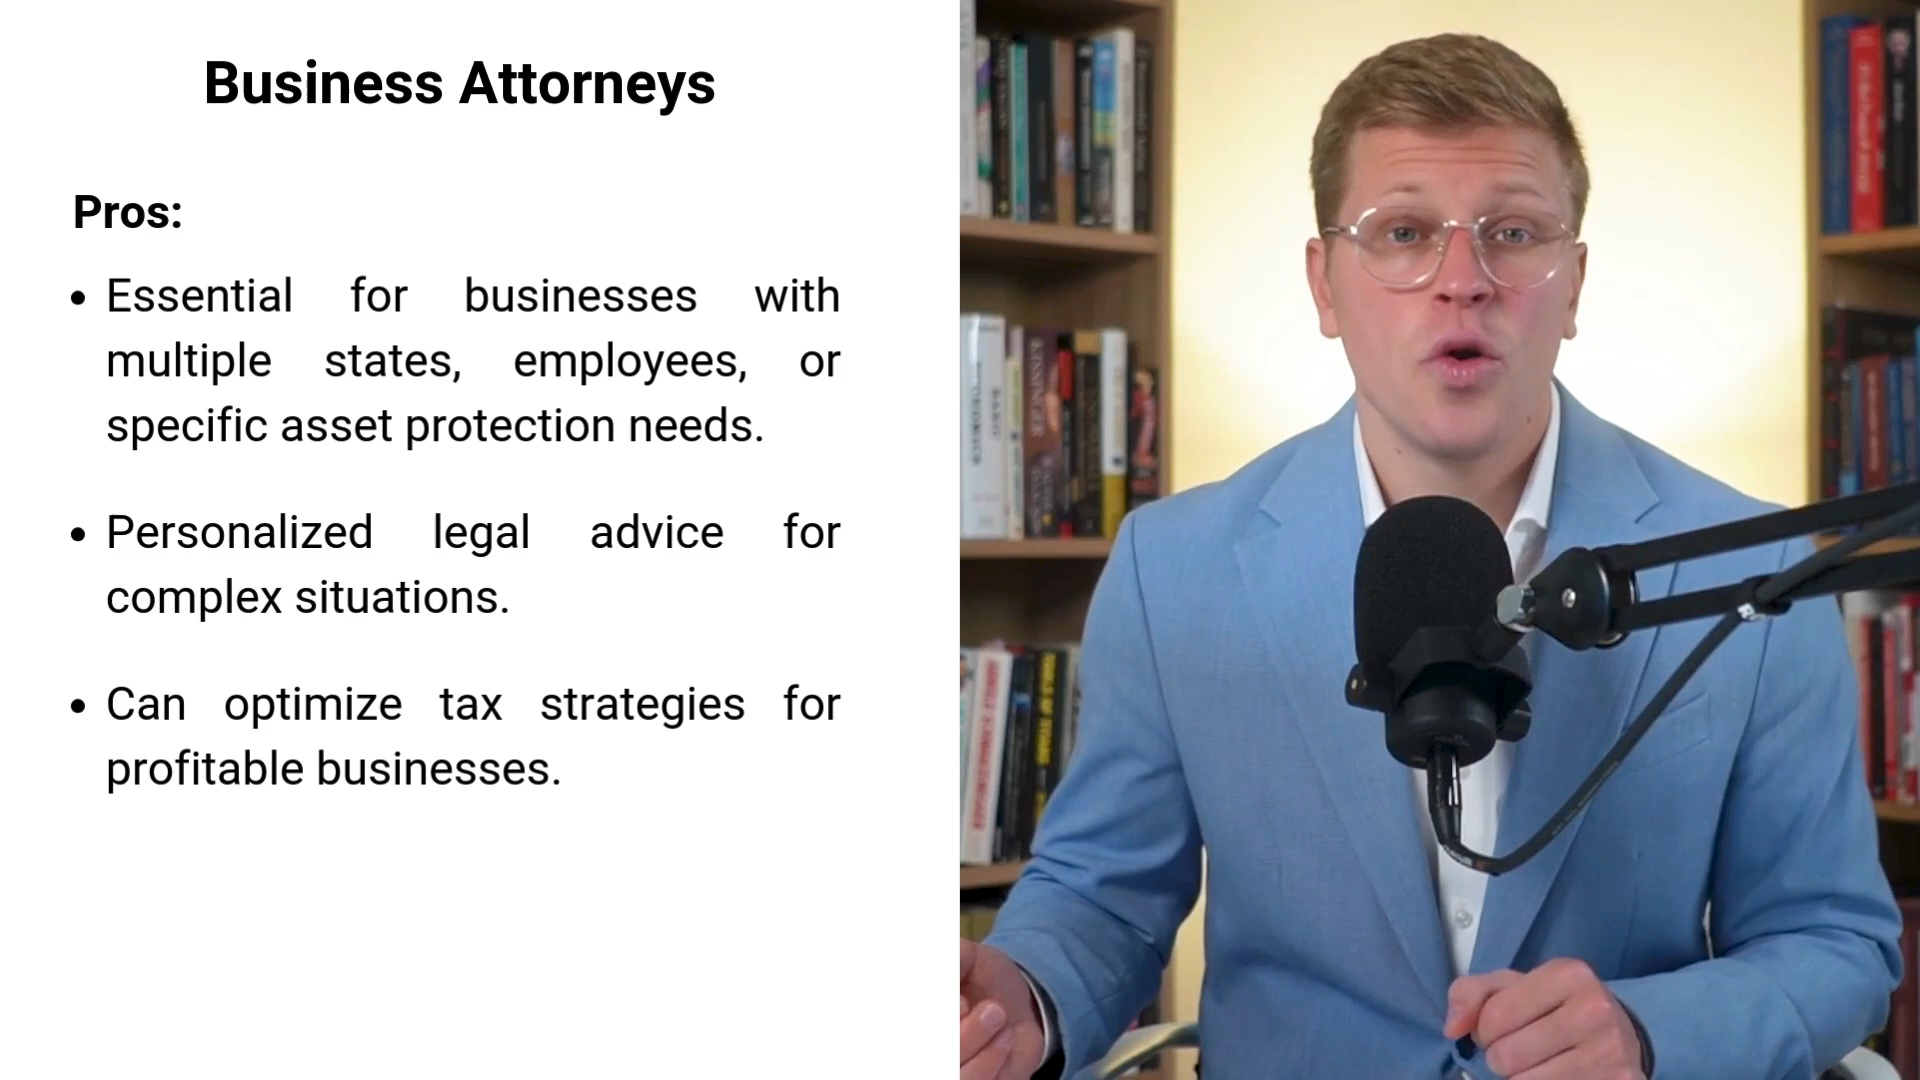 Business Attorneys
Pros:
• Essential for businesses with
multiple states, employees, or
specific asset protection needs.
• Personalized legal advice for
complex situations.
• Can optimize tax strategies for
profitable businesses.
KISSINGER